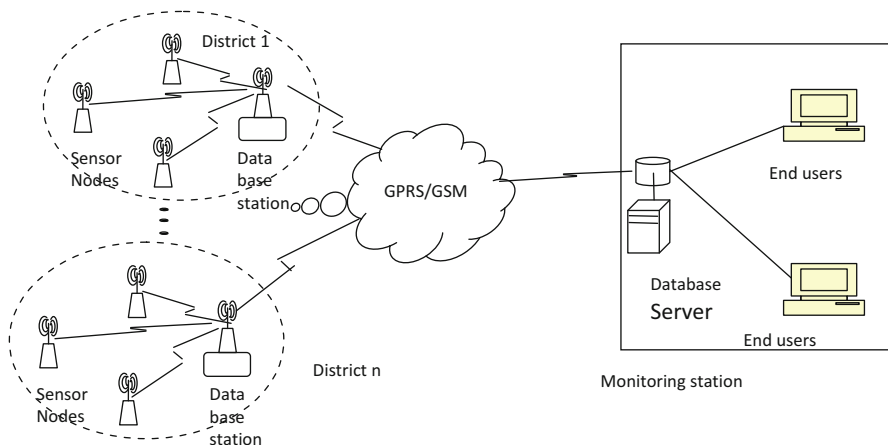 District 1
Sensor
Nodes
Data
base
station
GPRS/GSM
End users
Database
Server
End users
Monitoring station
District n
Sensor
Nodes
Data
base
station